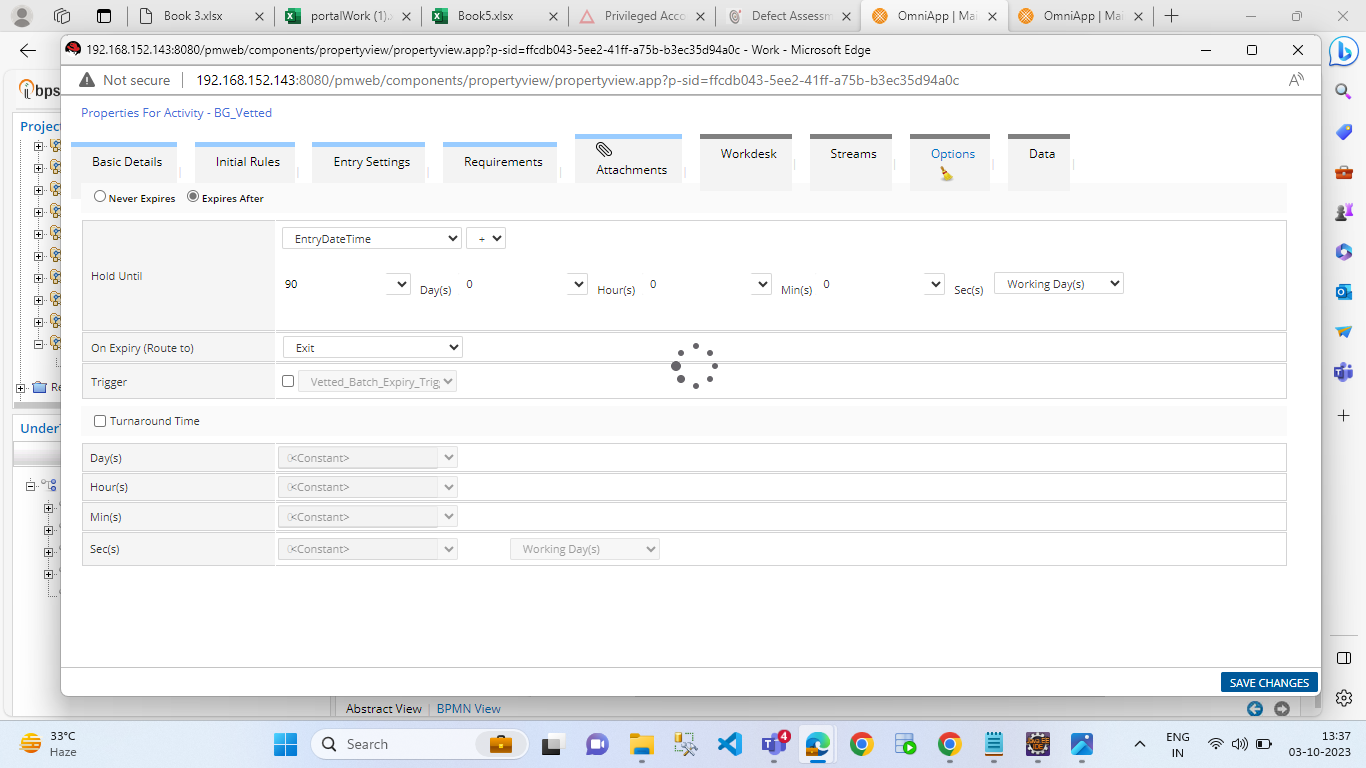 Book 3.xlsx
portalWork (1).x
Book5.xlsx
Privileged Acco
Defect Assessm
OmniApp | Mai
OmniApp | Mai
192.168.152.143:8080/pmweb/components/propertyview/propertyview.app?p-sid=ffcdb043-5ee2-41ff-a75b-b3ec35d94a0c - Work - Microsoft Edge
Not secure
192.168.152.143:8080/pmweb/components/propertyview/propertyview.app?p-sid=ffcdb043-5ee2-41ff-a75b-b3ec35d94a0c
bps
Properties For Activity - BG_Vetted
Project
Basic Details
Initial Rules
Entry Settings
Requirements
Attachments
Workdesk
Streams
Options
Data
Never Expires
Expires After
Hold Until
EntryDateTime
+
90
Day(s)
0
Hour(s)
0
Min(s)
0
Sec(s)
Working Day(s)
On Expiry (Route to)
Exit
Trigger
Vetted_Batch_Expiry_Trig
Re
Turnaround Time
Under
Day(s)
<Constant>
Hour(s)
<Constant>
Min(s)
<Constant>
Sec(s)
<Constant>
Working Day(s)
SAVE CHANGES
Abstract View
BPMN View
33°C
Haze
Search
4
ENG
IN
13:37
03-10-2023